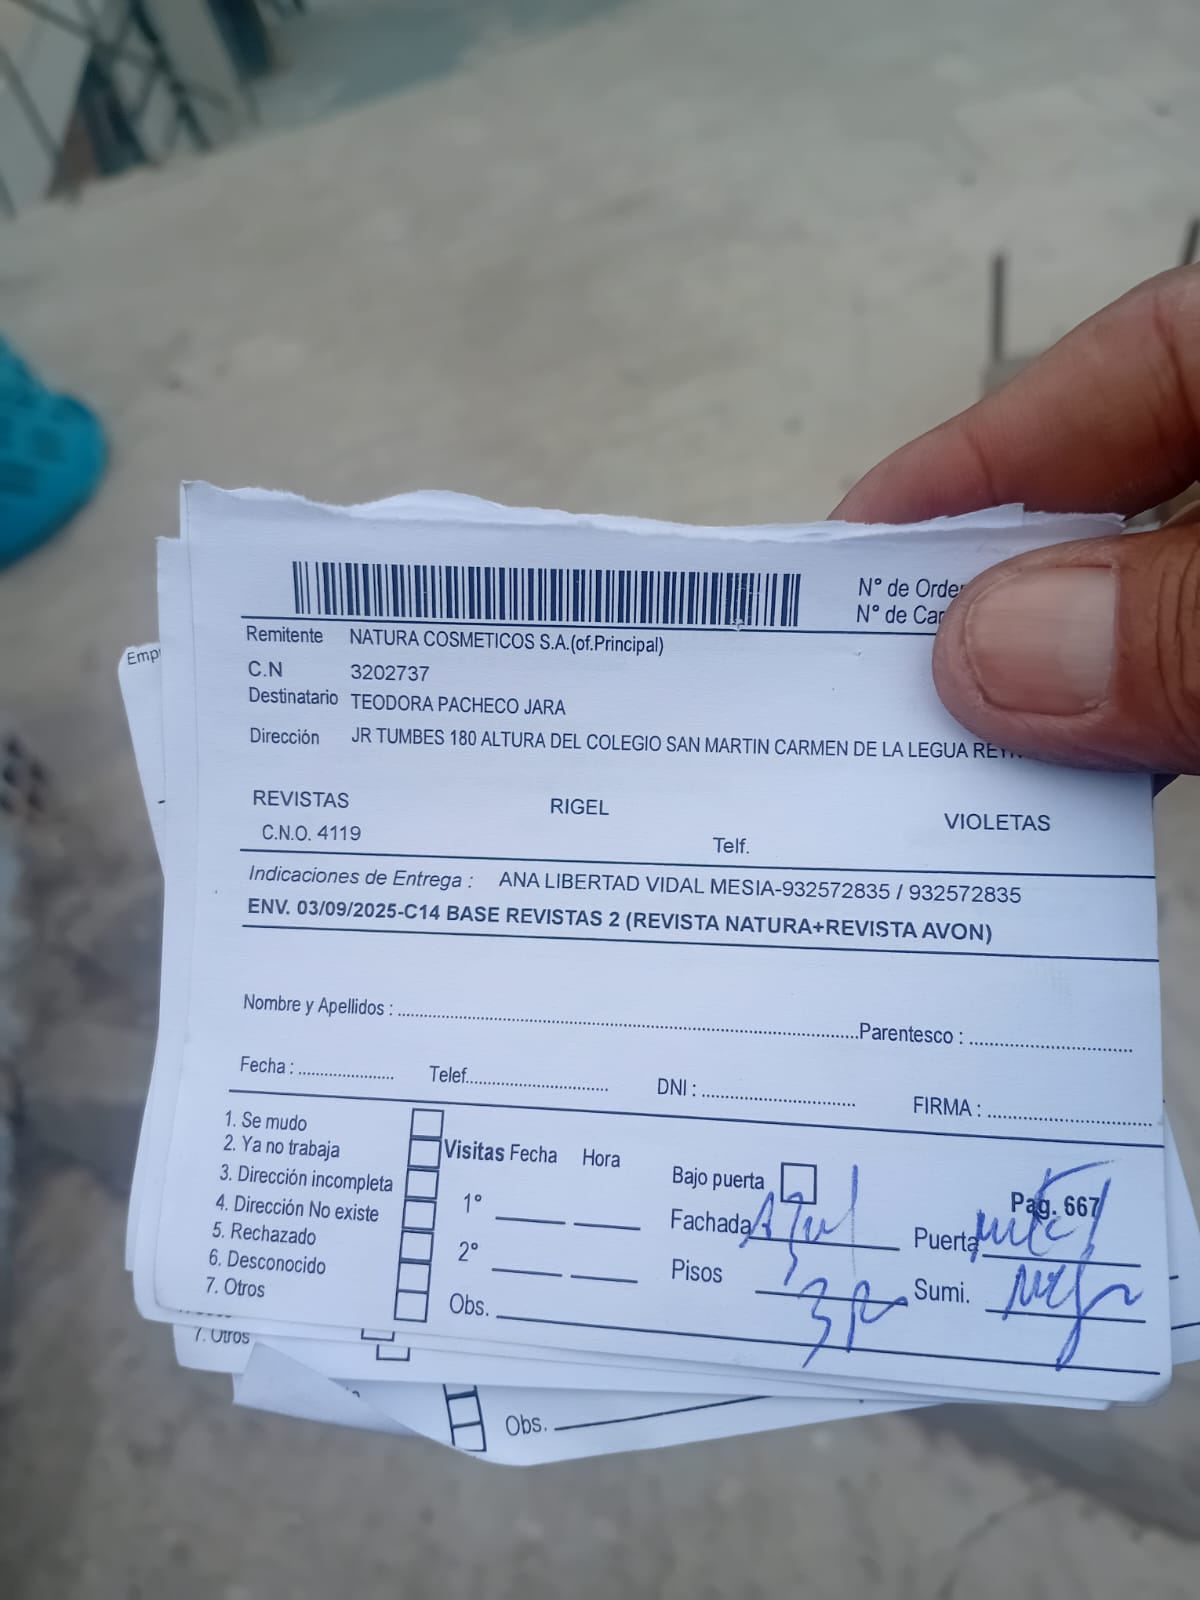 N° de Orde
N° de Car
Remitente NATURA COSMETICOS S.A.(of.Principal)
Emp
C.N 3202737
Destinatario TEODORA PACHECO JARA
Dirección JR TUMBES 180 ALTURA DEL COLEGIO SAN MARTIN CARMEN DE LA LEGUA REY
REVISTAS RIGEL VIOLETAS
C.N.O. 4119 Telf.
Indicaciones de Entrega : ANA LIBERTAD VIDAL MESIA-932572835 / 932572835
ENV. 03/09/2025-C14 BASE REVISTAS 2 (REVISTA NATURA+REVISTA AVON)
Nombre y Apellidos : Parentesco :
Fecha : Telef. DNI : FIRMA :
1. Se mudo
2. Ya no trabaja Visitas Fecha Hora Bajo puerta
3. Dirección incompleta 1° Pag. 667
4. Dirección No existe Fachada Azul Puerta
5. Rechazado 2° Pisos 3 Sumi.
6. Desconocido
7. Otros Obs.
7. Otros
Obs.